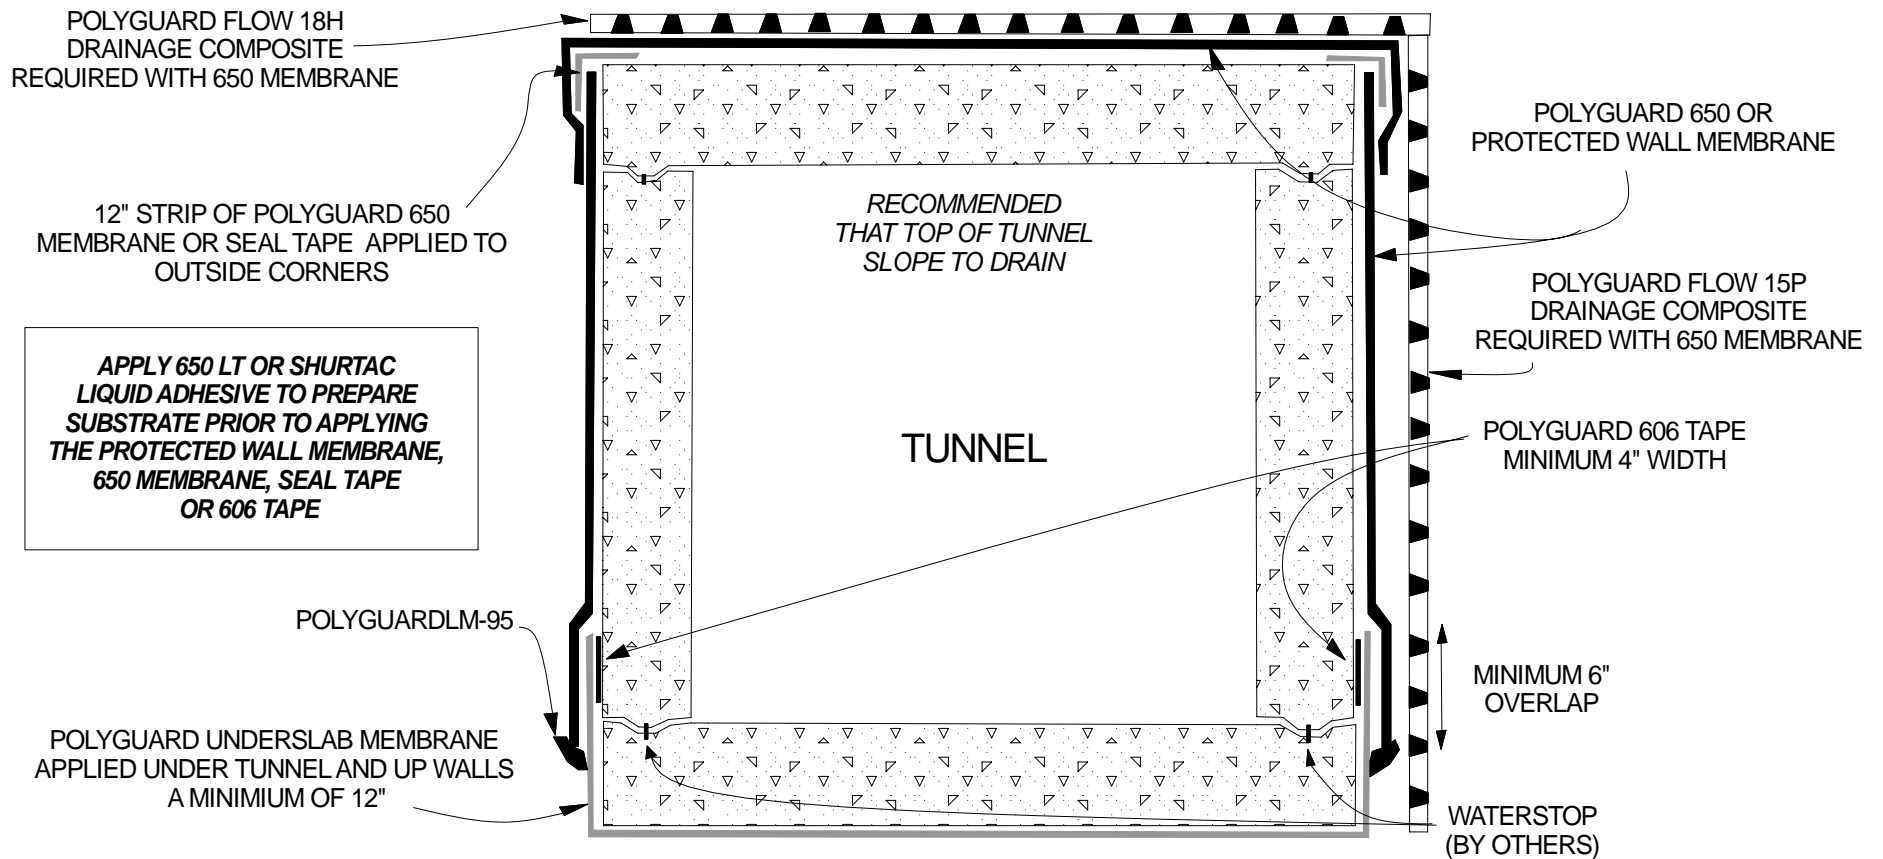 POLYGUARD FLOW 18H
DRAINAGE COMPOSITE
REQUIRED WITH 650 MEMBRANE
12" STRIP OF POLYGUARD 650
MEMBRANE OR SEAL TAPE APPLIED TO
OUTSIDE CORNERS
APPLY 650 LT OR SHURTAC
LIQUID ADHESIVE TO PREPARE
SUBSTRATE PRIOR TO APPLYING
THE PROTECTED WALL MEMBRANE,
650 MEMBRANE, SEAL TAPE
OR 606 TAPE
POLYGUARDLM-95
POLYGUARD UNDERSLAB MEMBRANE
APPLIED UNDER TUNNEL AND UP WALLS
A MINIMIUM OF 12"
RECOMMENDED
THAT TOP OF TUNNEL
SLOPE TO DRAIN
TUNNEL
POLYGUARD 650 OR
PROTECTED WALL MEMBRANE
POLYGUARD FLOW 15P
DRAINAGE COMPOSITE
REQUIRED WITH 650 MEMBRANE
POLYGUARD 606 TAPE
MINIMUM 4" WIDTH
MINIMUM 6"
OVERLAP
WATERSTOP
(BY OTHERS)